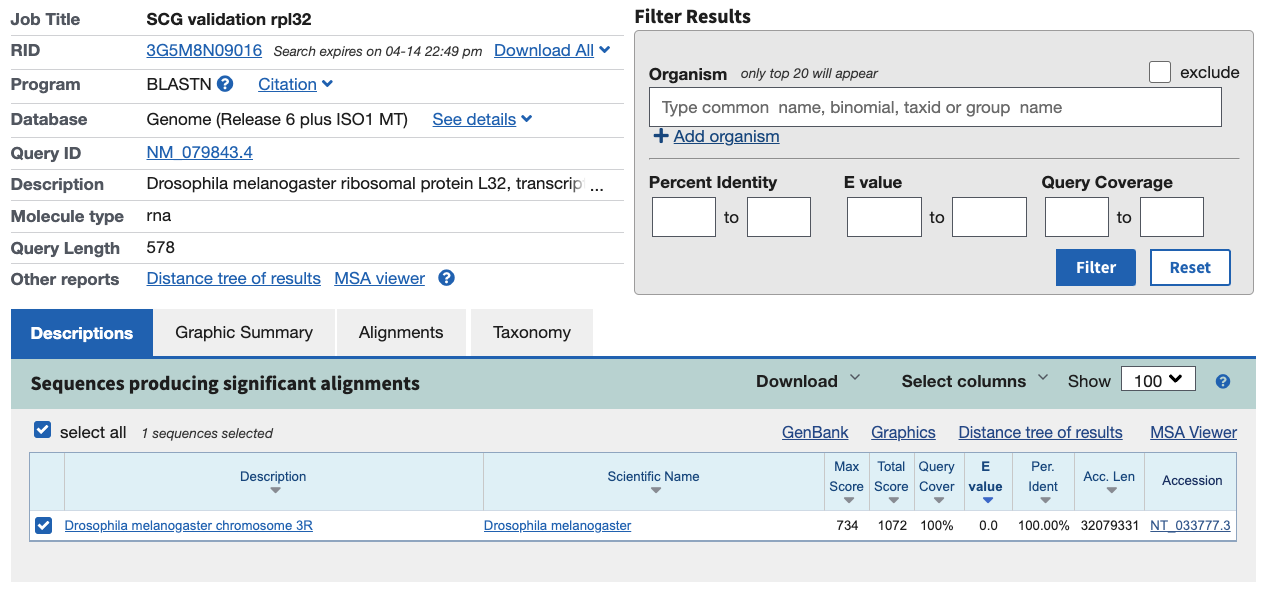 Job Title SCG validation rpl32
RID 3G5M8N09016 Search expires on 04-14 22:49 pm Download All
Program BLASTN ? Citation
Database Genome (Release 6 plus ISO1 MT) See details
Query ID NM_079843.4
Description Drosophila melanogaster ribosomal protein L32, transcrip ...
Molecule type rna
Query Length 578
Other reports Distance tree of results MSA viewer ?
Filter Results
Organism only top 20 will appear exclude
Type common name, binomial, taxid or group name
+ Add organism
Percent Identity E value Query Coverage
to to to
Filter Reset
Descriptions Graphic Summary Alignments Taxonomy
Sequences producing significant alignments Download Select columns Show 100 ?
select all 1 sequences selected GenBank Graphics Distance tree of results MSA Viewer
Description Scientific Name Max Score Total Score Query Cover E value Per. Ident Acc. Len Accession
Drosophila melanogaster chromosome 3R Drosophila melanogaster 734 1072 100% 0.0 100.00% 32079331 NT_033777.3